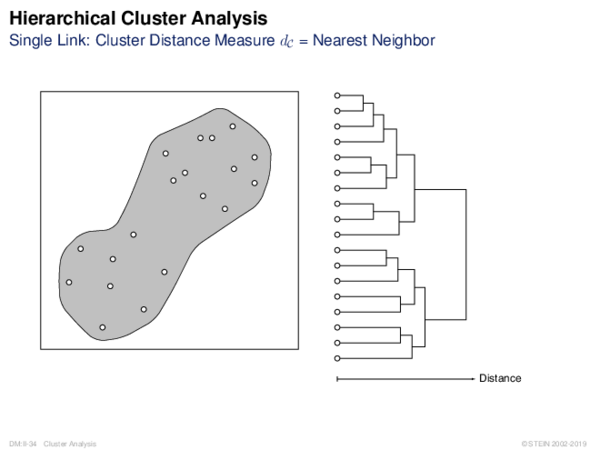 Hierarchical Cluster Analysis
Single Link: Cluster Distance Measure dC = Nearest Neighbor
Distance
DM:II-34 Cluster Analysis
© STEIN 2002-2019